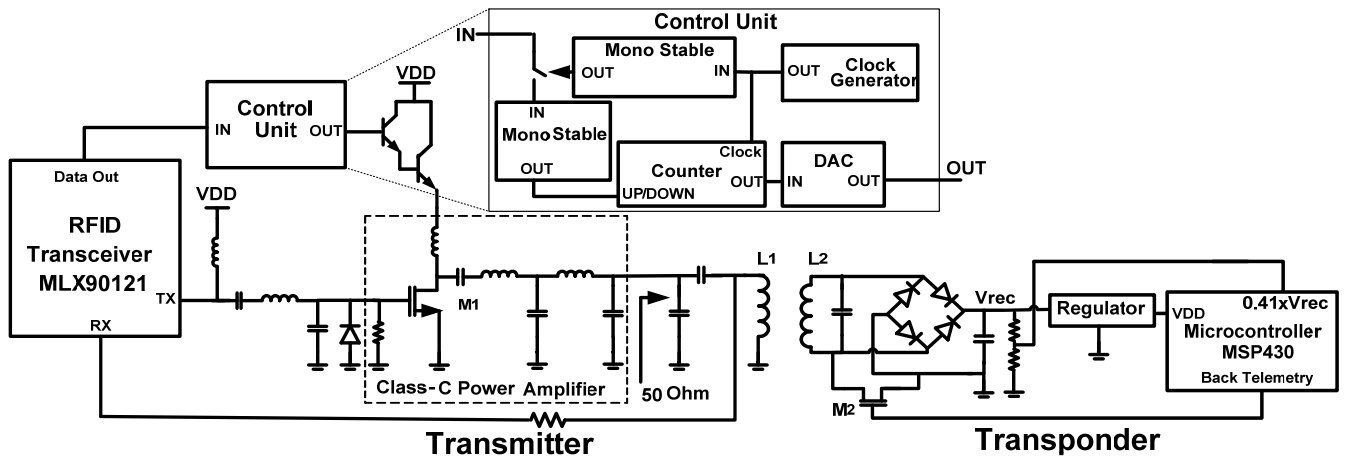 Control Unit
IN
Mono Stable
OUT
IN
OUT
Clock
Generator
IN
Mono Stable
OUT
Clock
Counter
OUT
UP/DOWN
DAC
IN
OUT
OUT
VDD
Control
Unit
IN
OUT
Data Out
RFID
Transceiver
MLX90121
TX
RX
VDD
M1
Class-C Power Amplifier
50 Ohm
L1
L2
Vrec
Regulator
0.41xVrec
VDD
Microcontroller
MSP430
Back Telemetry
M2
Transmitter
Transponder